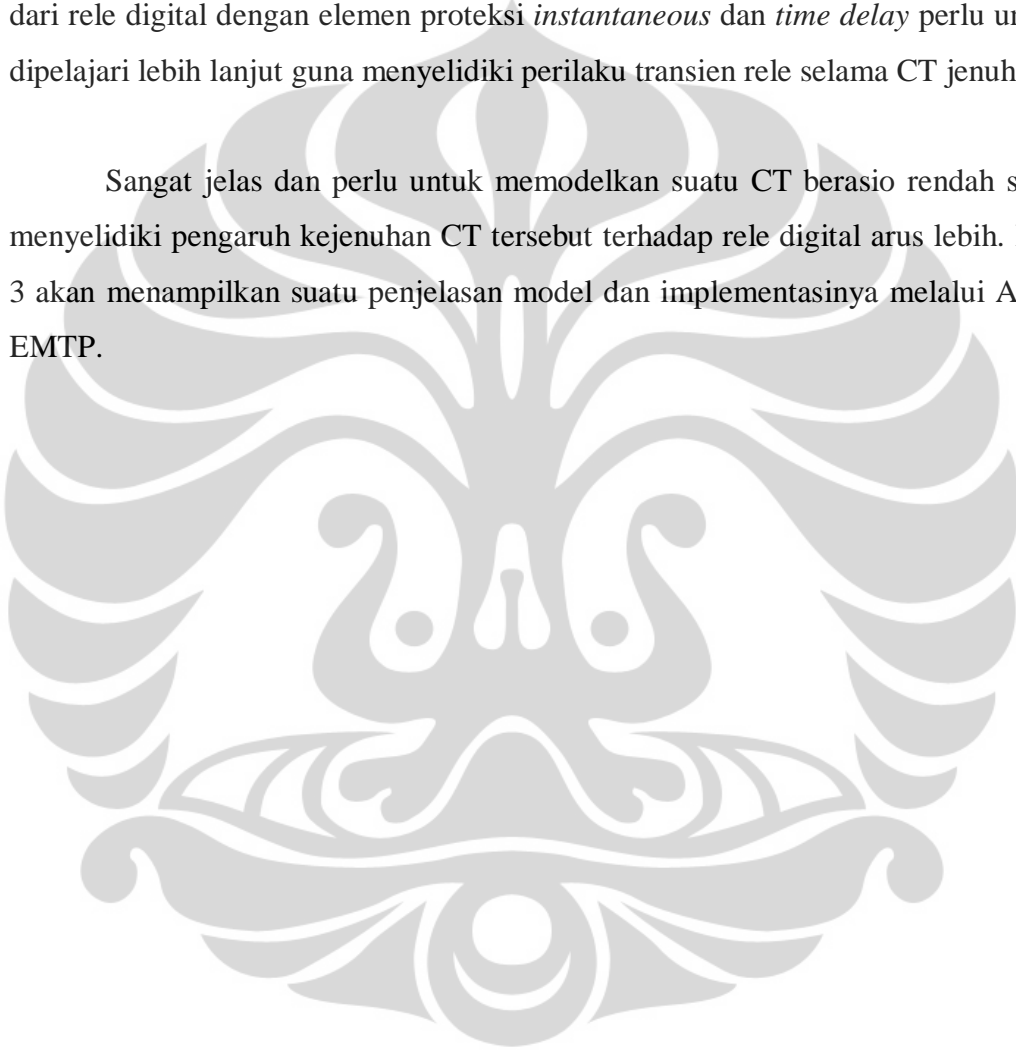 dari rele digital dengan elemen proteksi instantaneous dan time delay perlu
dipelajari lebih lanjut guna menyelidiki perilaku transien rele selama CT jenuh
Sangat jelas dan perlu untuk memodelkan suatu CT berasio rendah
menyelidiki pengaruh kejenuhan CT tersebut terhadap rele digital arus lebih.
3 akan menampilkan suatu penjelasan model dan implementasinya melalui
EMTP.